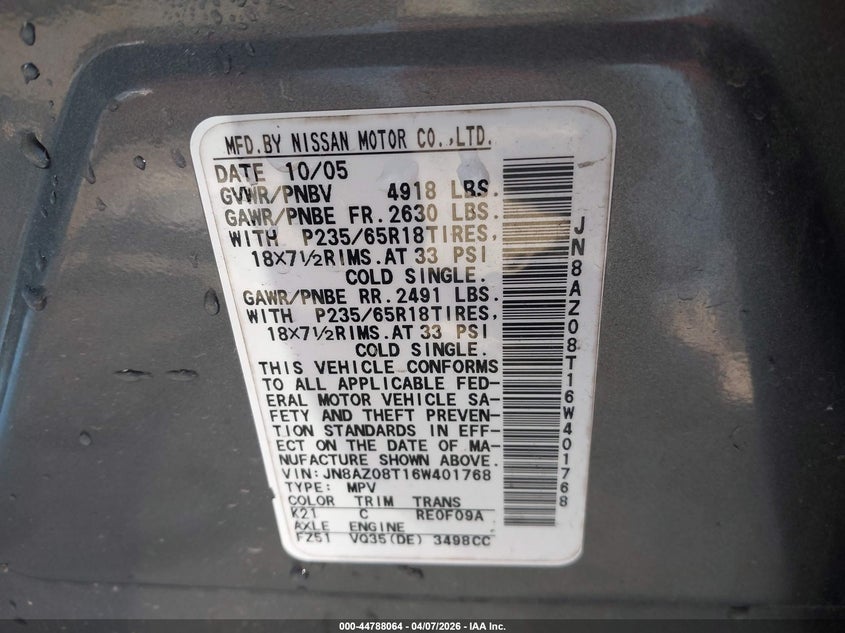 MFD.BY NISSAN MOTOR CO.,LTD.
DATE 10/05
GVWR/PNBV 4918 LBS.
GAWR/PNBE FR.2630 LBS.
WITH P235/65R18TIRES,
18X7½RIMS.AT 33 PSI
COLD SINGLE.
GAWR/PNBE RR.2491 LBS.
WITH P235/65R18TIRES,
18X7½RIMS.AT 33 PSI
COLD SINGLE.
THIS VEHICLE CONFORMS
TO ALL APPLICABLE FED-
ERAL MOTOR VEHICLE SA-
FETY AND THEFT PREVEN-
TION STANDARDS IN EFF-
ECT ON THE DATE OF MA-
NUFACTURE SHOWN ABOVE.
VIN:JN8AZ08T16W401768
TYPE: MPV
COLOR TRIM TRANS
K21 C RE0F09A
AXLE ENGINE
FZ51 VQ35(DE) 3498CC
JN8AZ08T16W401768
000-44788064 - 04/07/2026 - IAA Inc.